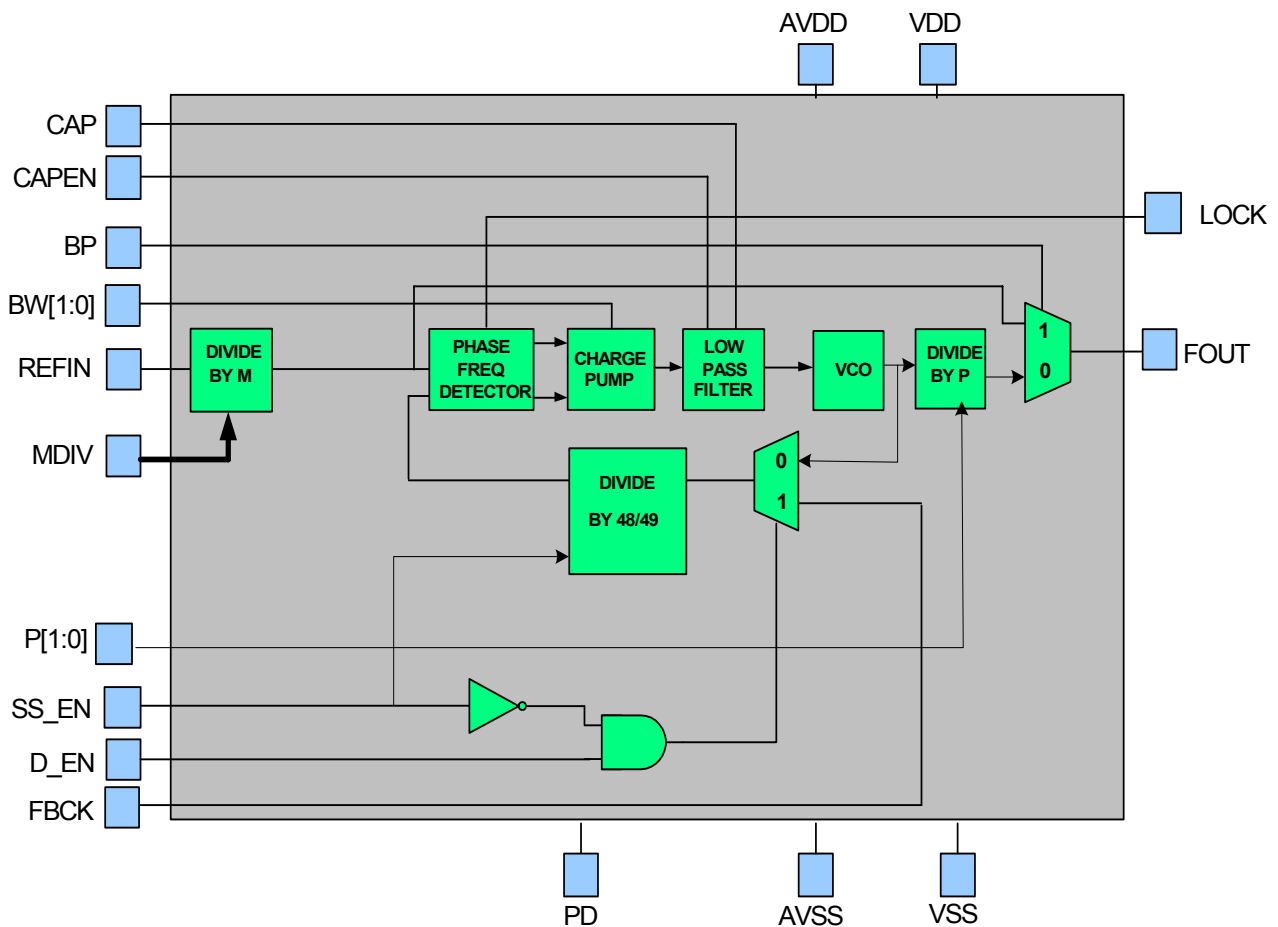 AVDD
VDD
CAP
CAPEN
LOCK
BP
BW[1:0]
REFIN
DIVIDE
BY M
PHASE
FREQ
DETECTOR
CHARGE
PUMP
LOW
PASS
FILTER
VCO
DIVIDE
BY P
1
0
FOUT
MDIV
DIVIDE
BY 48/49
0
1
P[1:0]
SS_EN
D_EN
FBCK
PD
AVSS
VSS